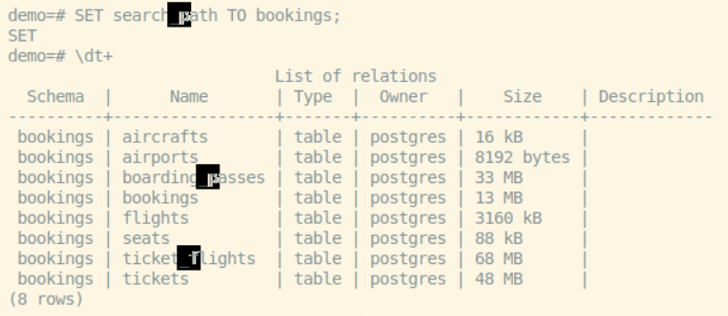 demo=# SET search_path TO bookings;
SET
demo=# \dt+
List of relations
Schema | Name | Type | Owner | Size | Description
----------+-----------------+-------+----------+------------+-------------
bookings | aircrafts | table | postgres | 16 kB |
bookings | airports | table | postgres | 8192 bytes |
bookings | boarding_passes | table | postgres | 33 MB |
bookings | bookings | table | postgres | 13 MB |
bookings | flights | table | postgres | 3160 kB |
bookings | seats | table | postgres | 88 kB |
bookings | ticket_flights | table | postgres | 68 MB |
bookings | tickets | table | postgres | 48 MB |
(8 rows)